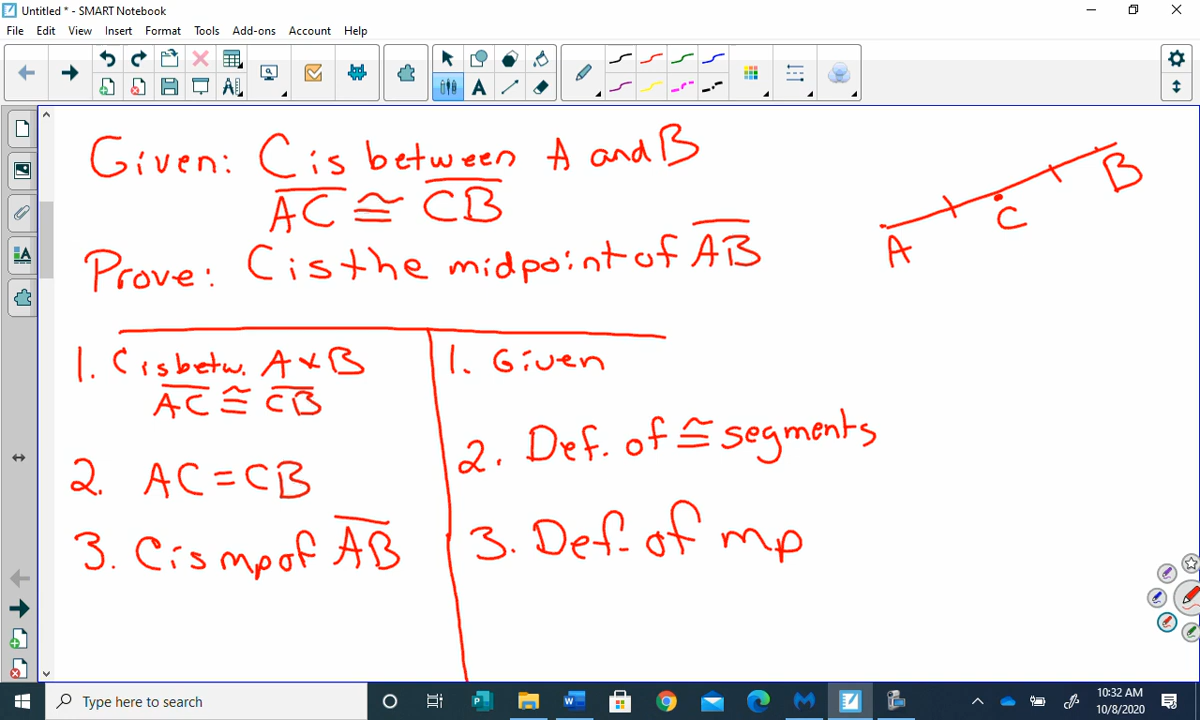 Untitled * - SMART Notebook
File Edit View Insert Format Tools Add-ons Account Help
Given: C is between A and B
AC ≅ CB
Prove: C is the midpoint of AB
A C B
1. C is betw. A & B
AC ≅ CB
1. Given
2. AC = CB
2. Def. of ≅ segments
3. C is mp of AB
3. Def. of mp
Type here to search
10:32 AM
10/8/2020